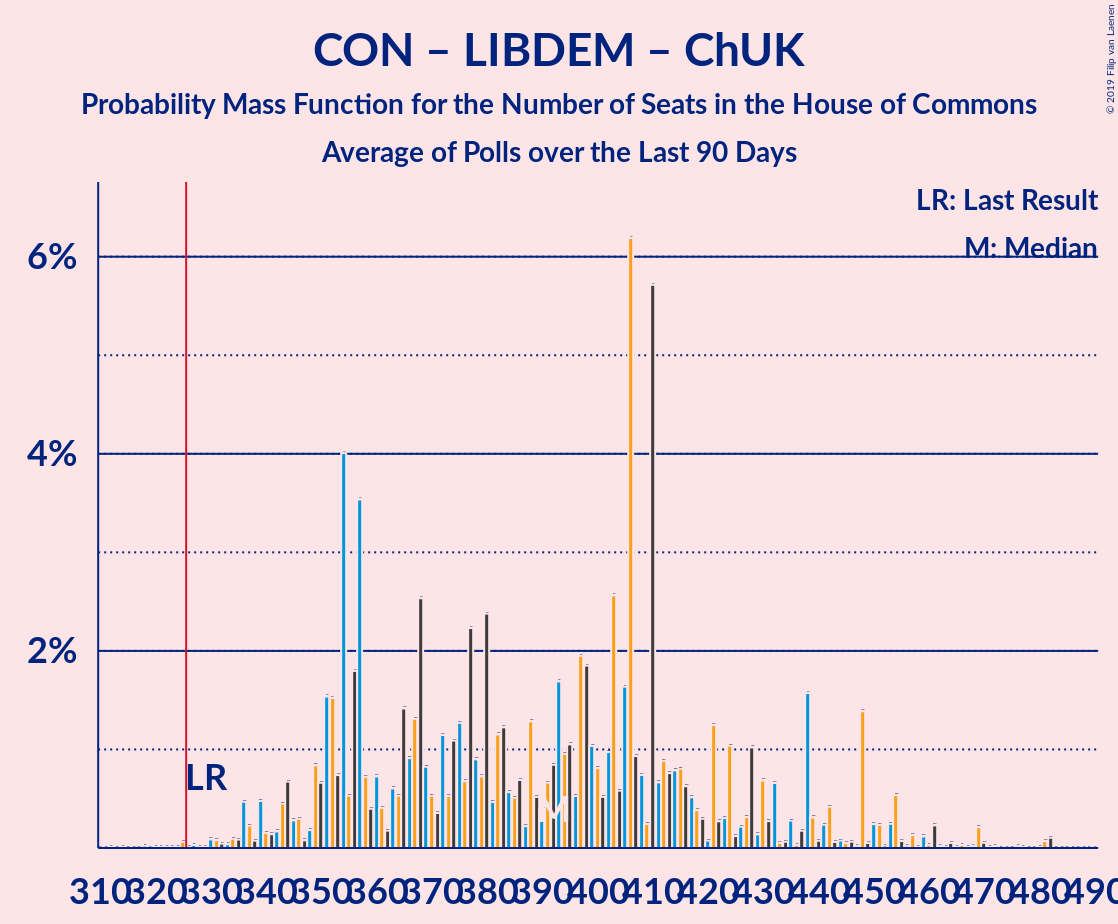 CON – LIBDEM – ChUK
Probability Mass Function for the Number of Seats in the House of Commons
Average of Polls over the Last 90 Days
© 2019 Filip van Laenen
LR: Last Result
M: Median
6%
4%
2%
LR
M
310 320 330 340 350 360 370 380 390 400 410 420 430 440 450 460 470 480 490